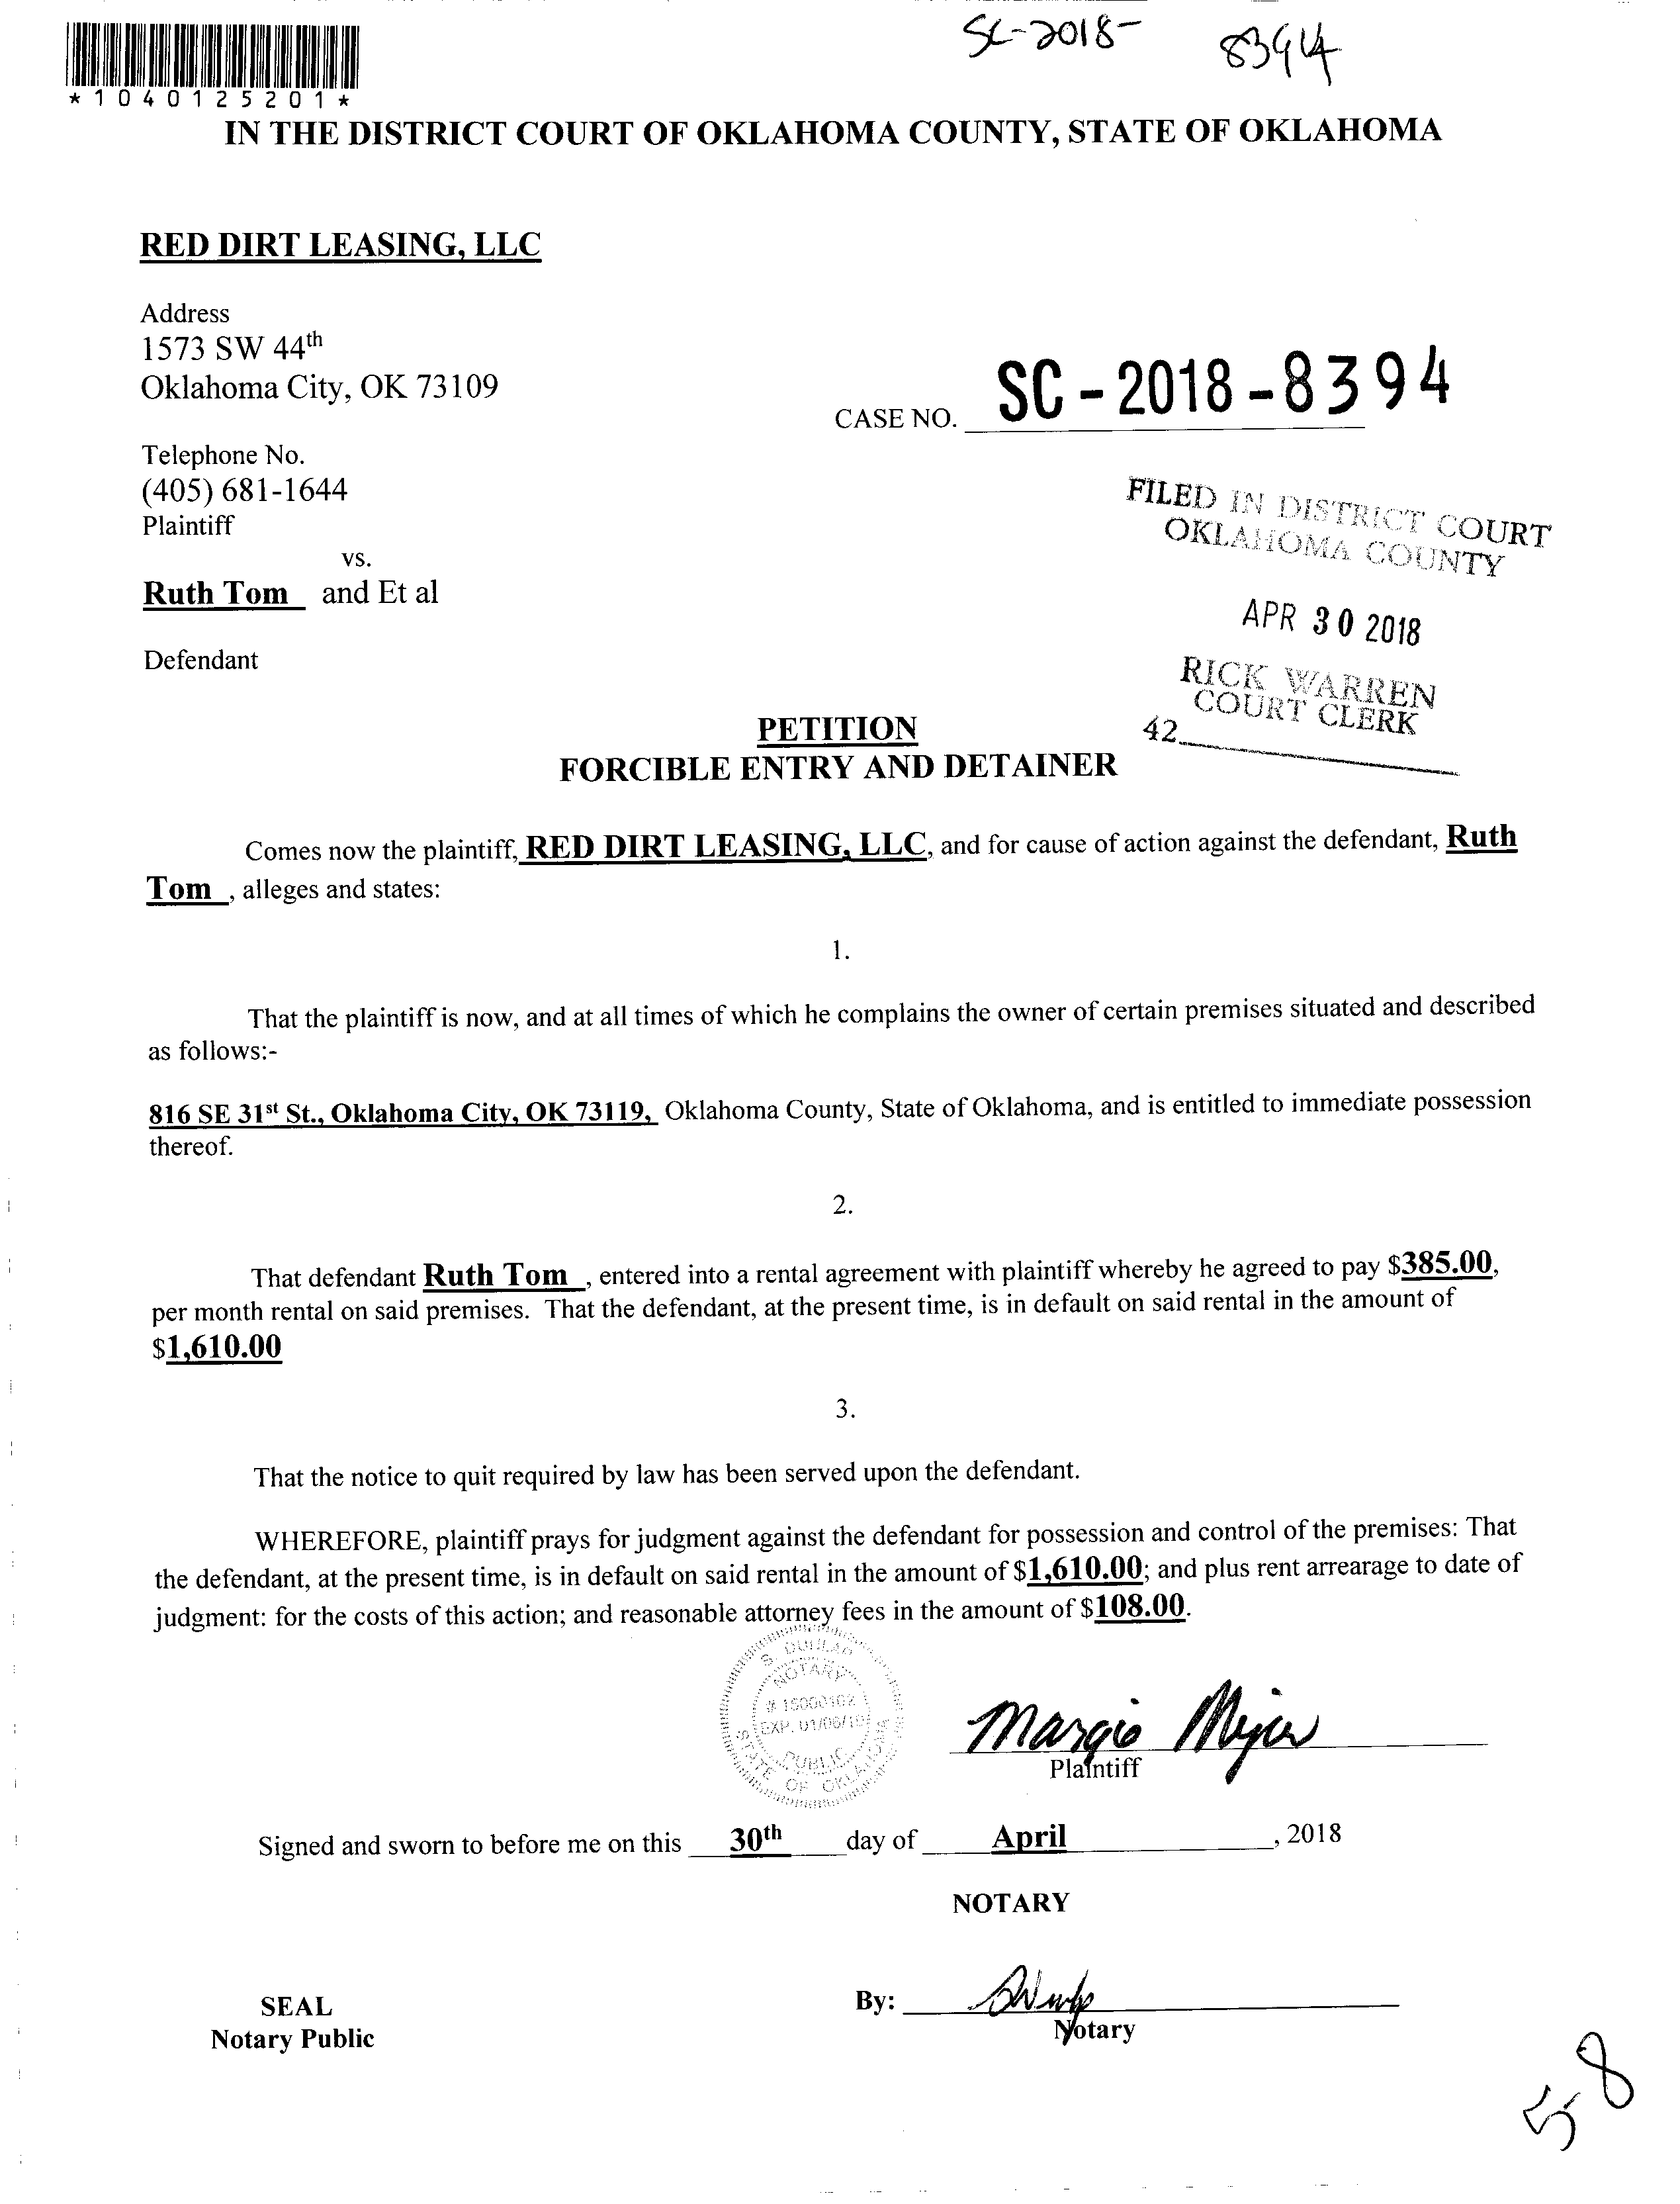 SC-2018- 8394
*1040125201*
IN THE DISTRICT COURT OF OKLAHOMA COUNTY, STATE OF OKLAHOMA
RED DIRT LEASING, LLC
Address
1573 SW 44th
Oklahoma City, OK 73109
CASE NO. SC-2018-8394
Telephone No.
(405) 681-1644
Plaintiff
vs.
Ruth Tom and Et al
Defendant
FILED IN DISTRICT COURT
OKLAHOMA COUNTY
APR 30 2018
RICK WARREN
COURT CLERK
42
PETITION
FORCIBLE ENTRY AND DETAINER
Comes now the plaintiff, RED DIRT LEASING, LLC, and for cause of action against the defendant, Ruth
Tom , alleges and states:
1.
That the plaintiff is now, and at all times of which he complains the owner of certain premises situated and described
as follows:-
816 SE 31st St., Oklahoma City, OK 73119, Oklahoma County, State of Oklahoma, and is entitled to immediate possession
thereof.
2.
That defendant Ruth Tom , entered into a rental agreement with plaintiff whereby he agreed to pay $385.00,
per month rental on said premises. That the defendant, at the present time, is in default on said rental in the amount of
$1,610.00
3.
That the notice to quit required by law has been served upon the defendant.
WHEREFORE, plaintiff prays for judgment against the defendant for possession and control of the premises: That
the defendant, at the present time, is in default on said rental in the amount of $1,610.00; and plus rent arrearage to date of
judgment: for the costs of this action; and reasonable attorney fees in the amount of $108.00.
S. DUNLAP
NOTARY
EXP. 01/06/19
PUBLIC
STATE OF OKLAHOMA
Margie
Plaintiff
Signed and sworn to before me on this 30th day of April , 2018
NOTARY
SEAL
Notary Public
By:
Notary
5-8